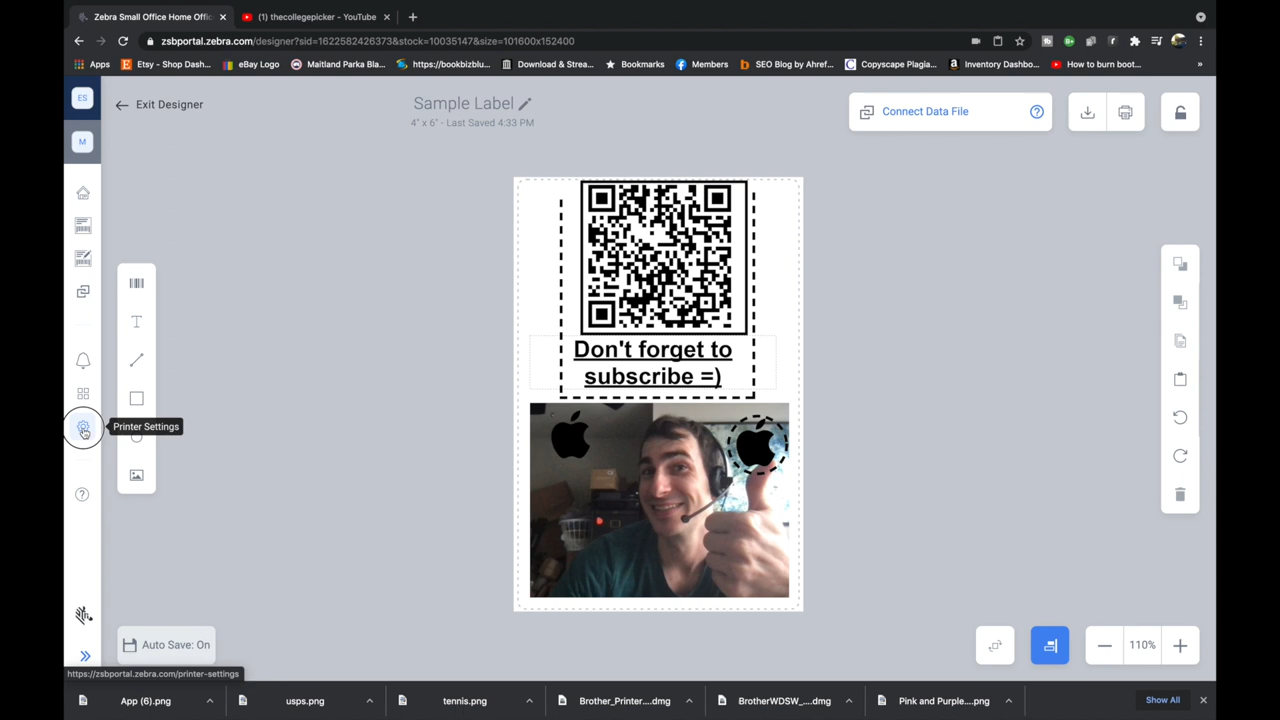 Zebra Small Office Home Offic
(1) thecollegepicker - YouTube
zsbportal.zebra.com/designer?sid=1622582426373&stock=10035147&size=101600x152400
Apps
Etsy - Shop Dash...
eBay Logo
Maitland Parka Bla...
https://bookbizblu...
Download & Strea...
Bookmarks
Members
SEO Blog by Ahref...
Copyscape Plagia...
Inventory Dashbo...
How to burn boot...
»
ES
Exit Designer
Sample Label
4" x 6" - Last Saved 4:33 PM
Connect Data File
?
M
T
Don't forget to
subscribe =)
Printer Settings
?
Auto Save: On
110%
https://zsbportal.zebra.com/printer-settings
App (6).png
usps.png
tennis.png
Brother_Printer....dmg
BrotherWDSW_...dmg
Pink and Purple....png
Show All